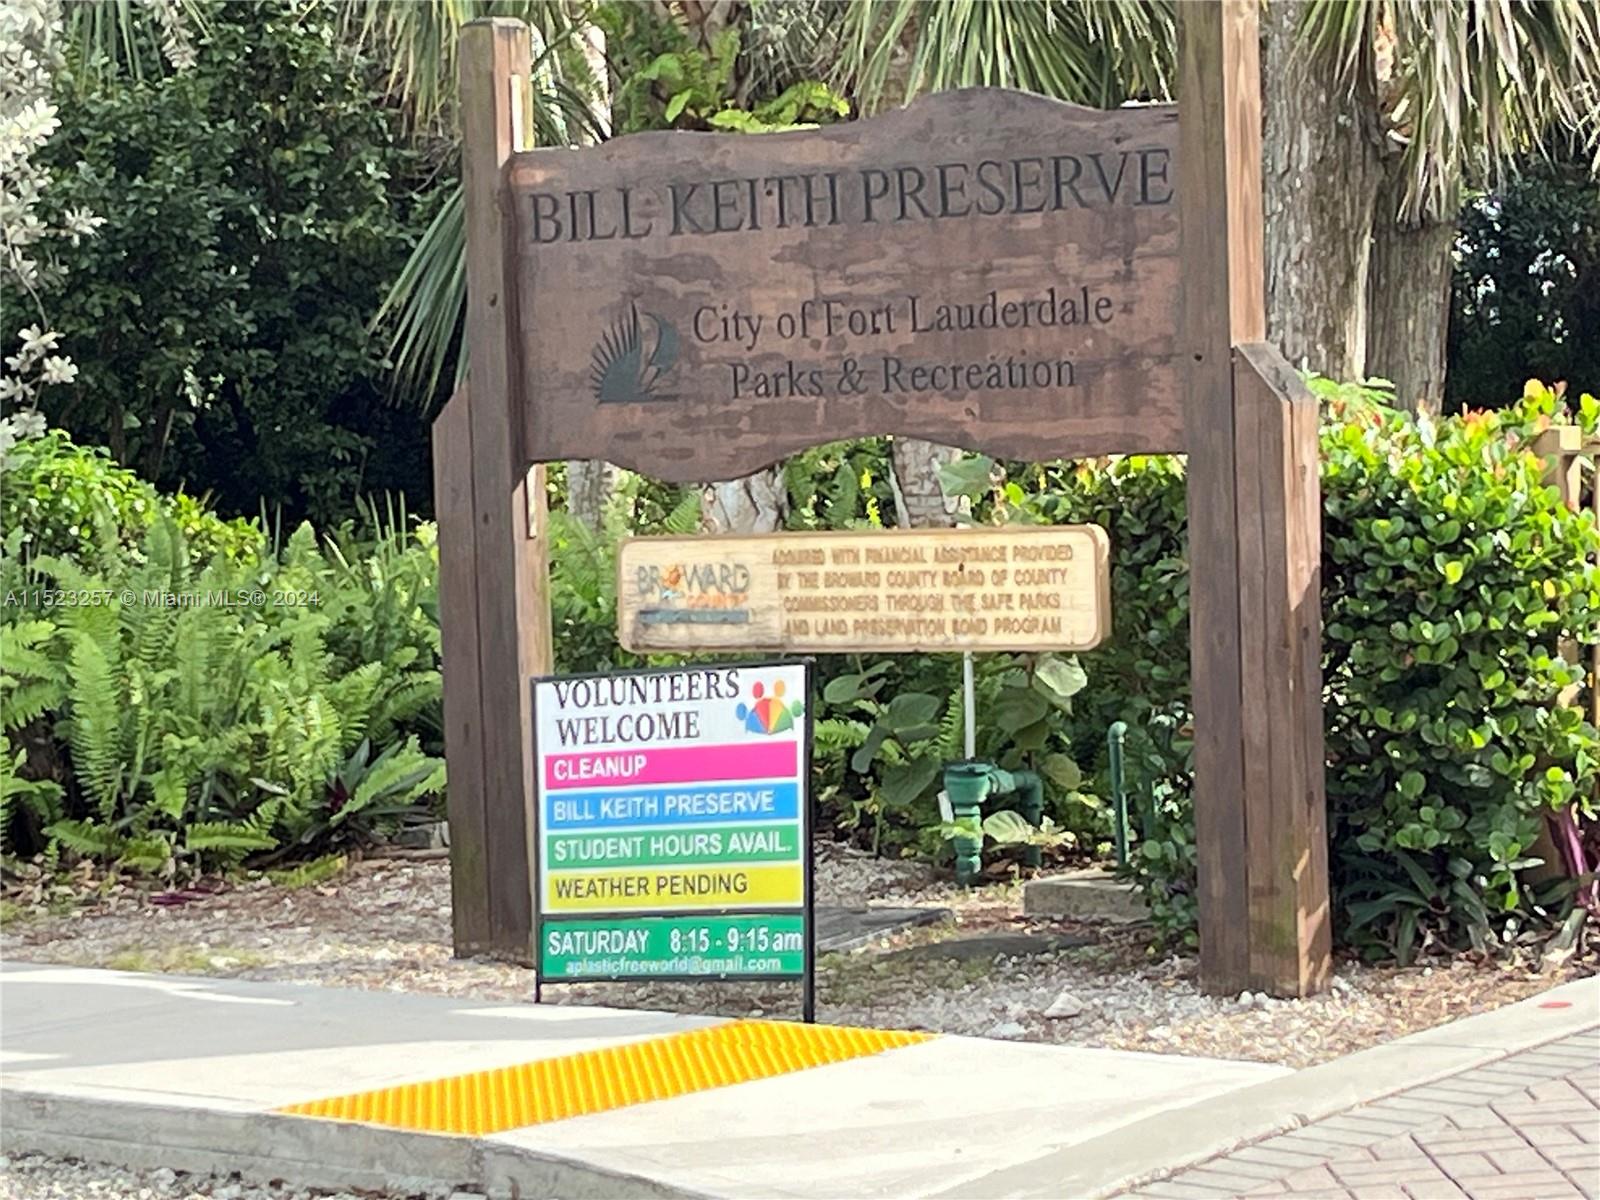 BILL KEITH PRESERVE
City of Fort Lauderdale
Parks & Recreation
BROWARD
COUNTY
ACQUIRED WITH FINANCIAL ASSISTANCE PROVIDED
BY THE BROWARD COUNTY BOARD OF COUNTY
COMMISSIONERS THROUGH THE SAFE PARKS
AND LAND PRESERVATION BOND PROGRAM
A11523257 © Miami MLS® 2024
VOLUNTEERS
WELCOME
CLEANUP
BILL KEITH PRESERVE
STUDENT HOURS AVAIL.
WEATHER PENDING
SATURDAY 8:15 - 9:15 am
aplasticfreeworld@gmail.com